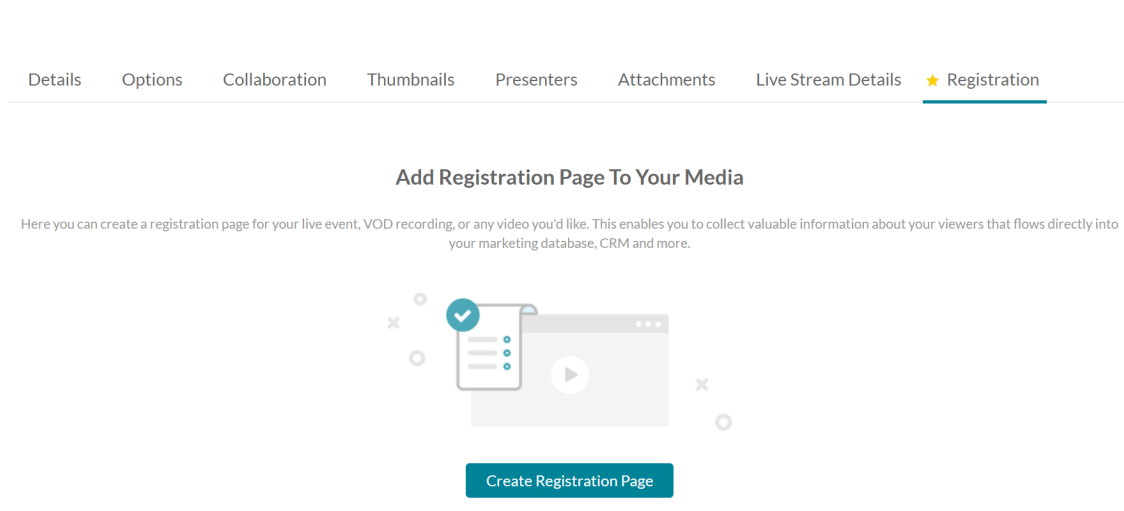 Details Options Collaboration Thumbnails Presenters Attachments Live Stream Details Registration
Add Registration Page To Your Media
Here you can create a registration page for your live event, VOD recording, or any video you'd like. This enables you to collect valuable information about your viewers that flows directly into
your marketing database, CRM and more.
Create Registration Page